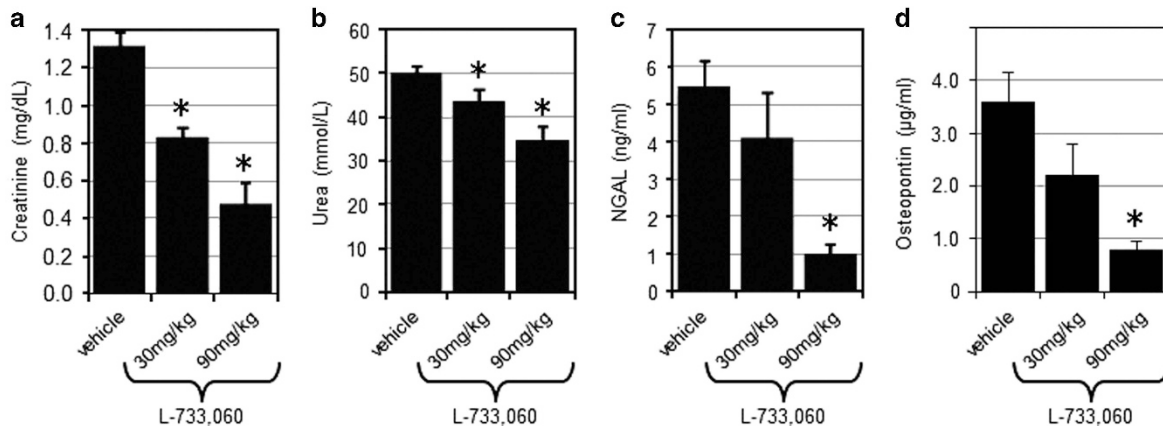 a
Creatinine (mg/dL)
1.4
1.2
1.0
0.8
0.6
0.4
0.2
0.0
*
*
vehicle
30mg/kg
90mg/kg
L-733,060
b
Urea (mmol/L)
60
50
40
30
20
10
0
*
*
vehicle
30mg/kg
90mg/kg
c
NGAL (ng/ml)
7
6
5
4
3
2
1
0
*
vehicle
30mg/kg
90mg/kg
L-733,060
d
Osteopontin (µg/ml)
4.0
3.0
2.0
1.0
0
*
vehicle
30mg/kg
90mg/kg
L-733,060
L-733,060